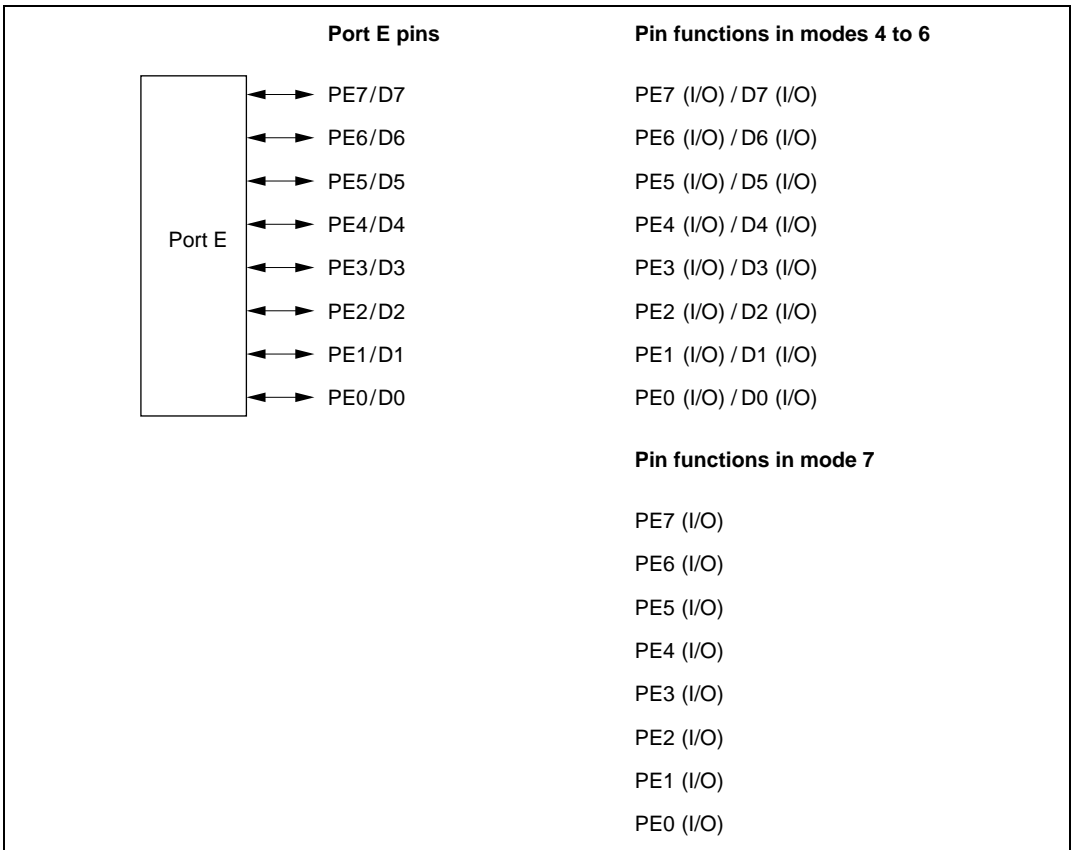 Port E pins Pin functions in modes 4 to 6
PE7/D7 PE7 (I/O) / D7 (I/O)
PE6/D6 PE6 (I/O) / D6 (I/O)
PE5/D5 PE5 (I/O) / D5 (I/O)
PE4/D4 PE4 (I/O) / D4 (I/O)
Port E
PE3/D3 PE3 (I/O) / D3 (I/O)
PE2/D2 PE2 (I/O) / D2 (I/O)
PE1/D1 PE1 (I/O) / D1 (I/O)
PE0/D0 PE0 (I/O) / D0 (I/O)
Pin functions in mode 7
PE7 (I/O)
PE6 (I/O)
PE5 (I/O)
PE4 (I/O)
PE3 (I/O)
PE2 (I/O)
PE1 (I/O)
PE0 (I/O)